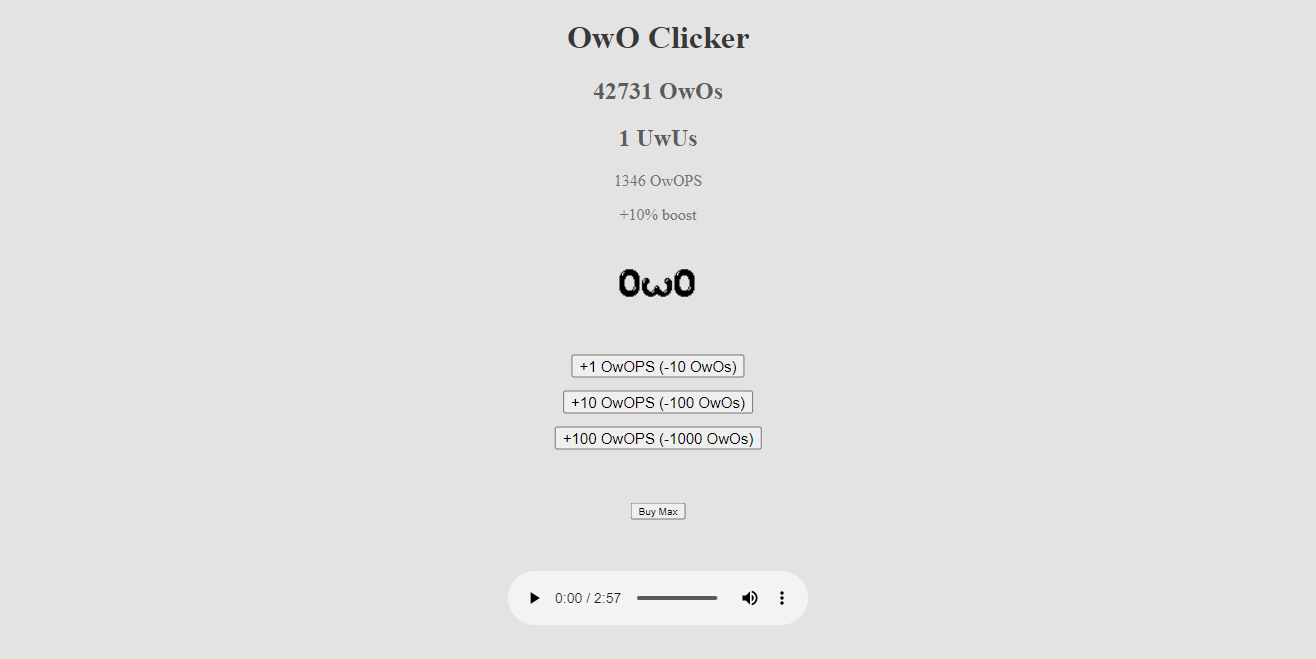 OwO Clicker
42731 OwOs
1 UwUs
1346 OwOPS
+10% boost
OwO
+1 OwOPS (-10 OwOs)
+10 OwOPS (-100 OwOs)
+100 OwOPS (-1000 OwOs)
Buy Max
0:00 / 2:57